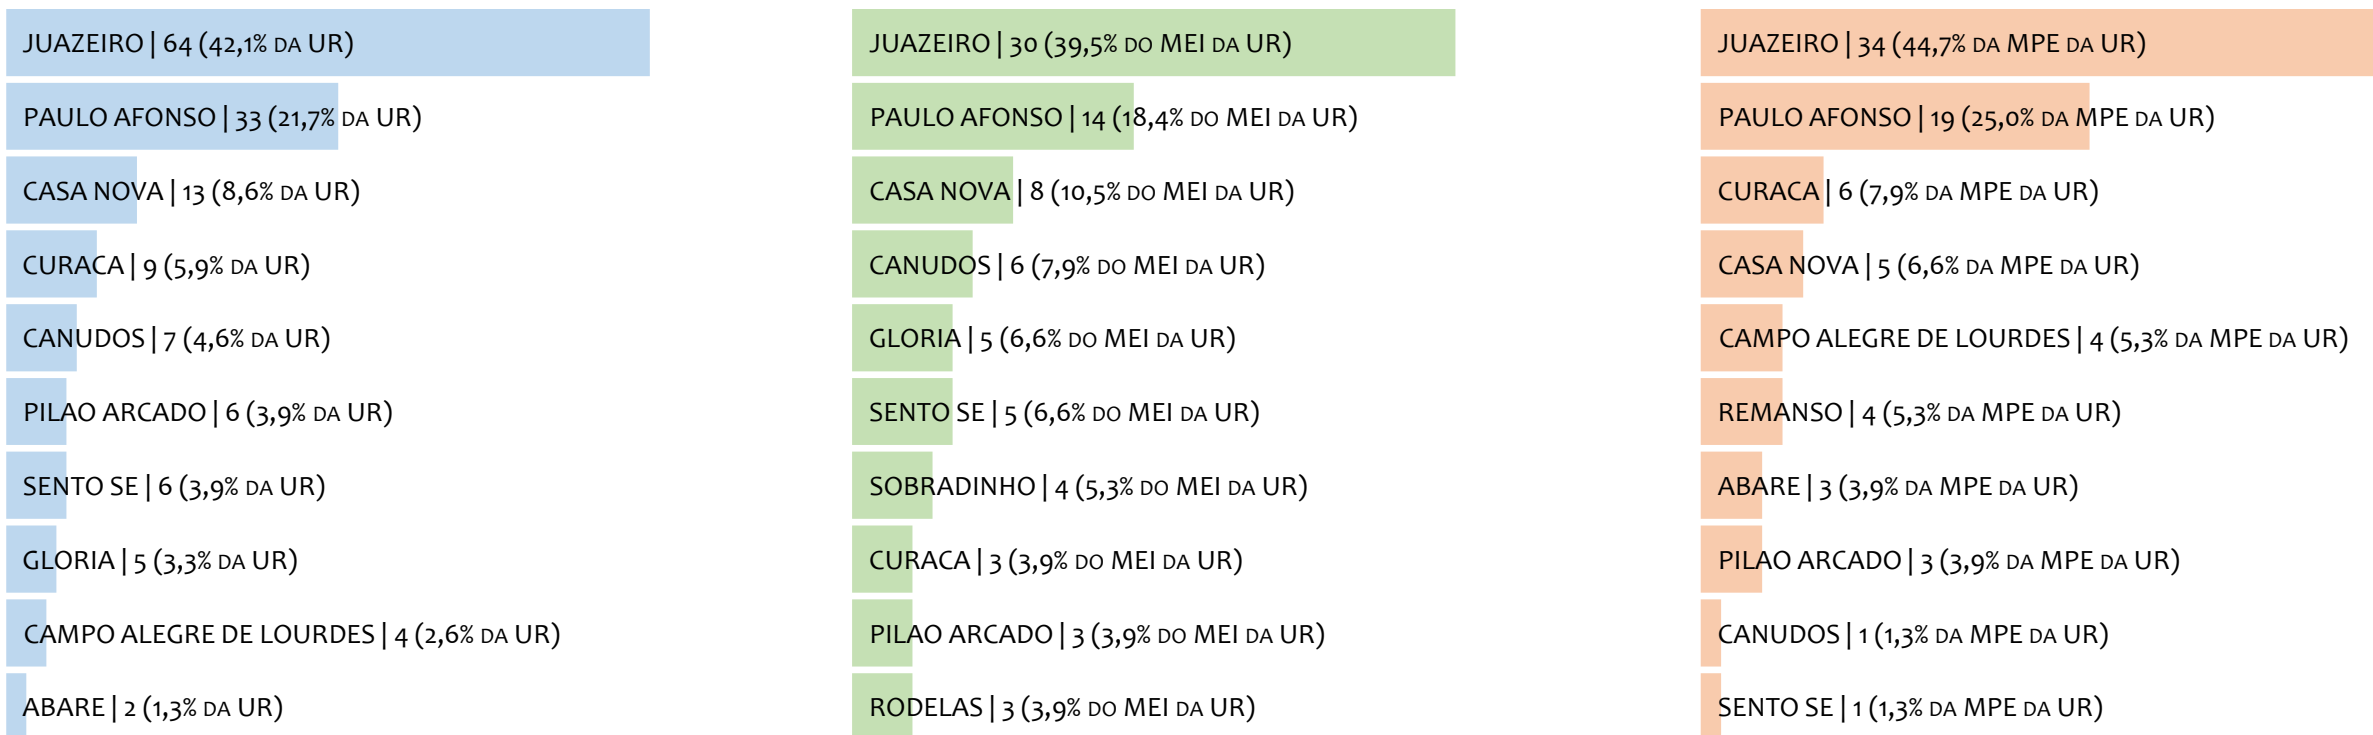 JUAZEIRO | 64 (42,1% DA UR)
PAULO AFONSO | 33 (21,7% DA UR)
CASA NOVA | 13 (8,6% DA UR)
CURACA | 9 (5,9% DA UR)
CANUDOS | 7 (4,6% DA UR)
PILAO ARCADO | 6 (3,9% DA UR)
SENTO SE | 6 (3,9% DA UR)
GLORIA | 5 (3,3% DA UR)
CAMPO ALEGRE DE LOURDES | 4 (2,6% DA UR)
ABARE | 2 (1,3% DA UR)
JUAZEIRO | 30 (39,5% DO MEI DA UR)
PAULO AFONSO | 14 (18,4% DO MEI DA UR)
CASA NOVA | 8 (10,5% DO MEI DA UR)
CANUDOS | 6 (7,9% DO MEI DA UR)
GLORIA | 5 (6,6% DO MEI DA UR)
SENTO SE | 5 (6,6% DO MEI DA UR)
SOBRADINHO | 4 (5,3% DO MEI DA UR)
CURACA | 3 (3,9% DO MEI DA UR)
PILAO ARCADO | 3 (3,9% DO MEI DA UR)
RODELAS | 3 (3,9% DO MEI DA UR)
JUAZEIRO | 34 (44,7% DA MPE DA UR)
PAULO AFONSO | 19 (25,0% DA MPE DA UR)
CURACA | 6 (7,9% DA MPE DA UR)
CASA NOVA | 5 (6,6% DA MPE DA UR)
CAMPO ALEGRE DE LOURDES | 4 (5,3% DA MPE DA UR)
REMANSO | 4 (5,3% DA MPE DA UR)
ABARE | 3 (3,9% DA MPE DA UR)
PILAO ARCADO | 3 (3,9% DA MPE DA UR)
CANUDOS | 1 (1,3% DA MPE DA UR)
SENTO SE | 1 (1,3% DA MPE DA UR)